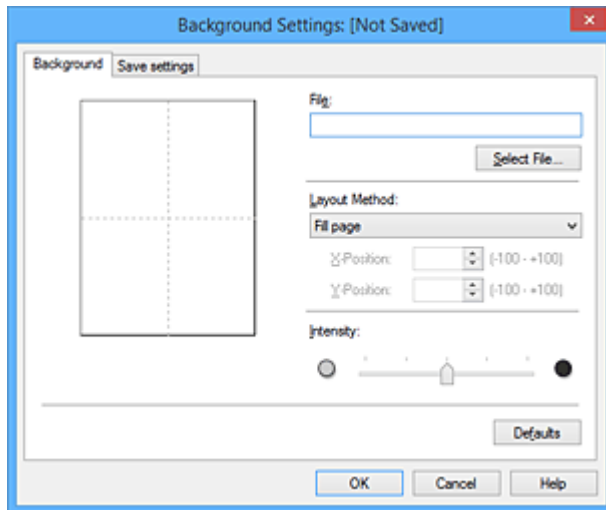 Background Settings: [Not Saved]
Background
Save settings
File:
Select File...
Layout Method:
Fill page
X-Position: (-100 - +100)
Y-Position: (-100 - +100)
Intensity:
Defaults
OK Cancel Help